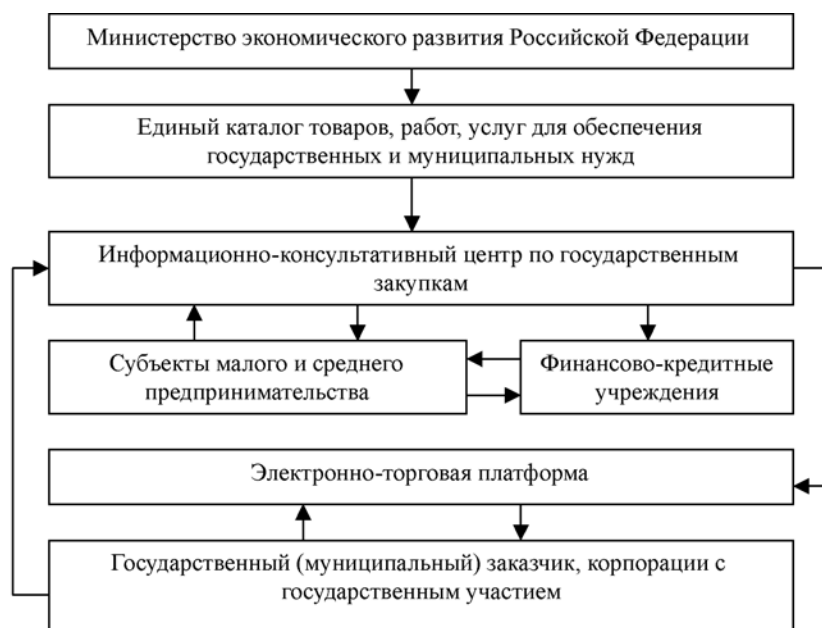 Министерство экономического развития Российской Федерации
Единый каталог товаров, работ, услуг для обеспечения
государственных и муниципальных нужд
Информационно-консультативный центр по государственным
закупкам
Субъекты малого и среднего
предпринимательства
Финансово-кредитные
учреждения
Электронно-торговая платформа
Государственный (муниципальный) заказчик, корпорации с
государственным участием